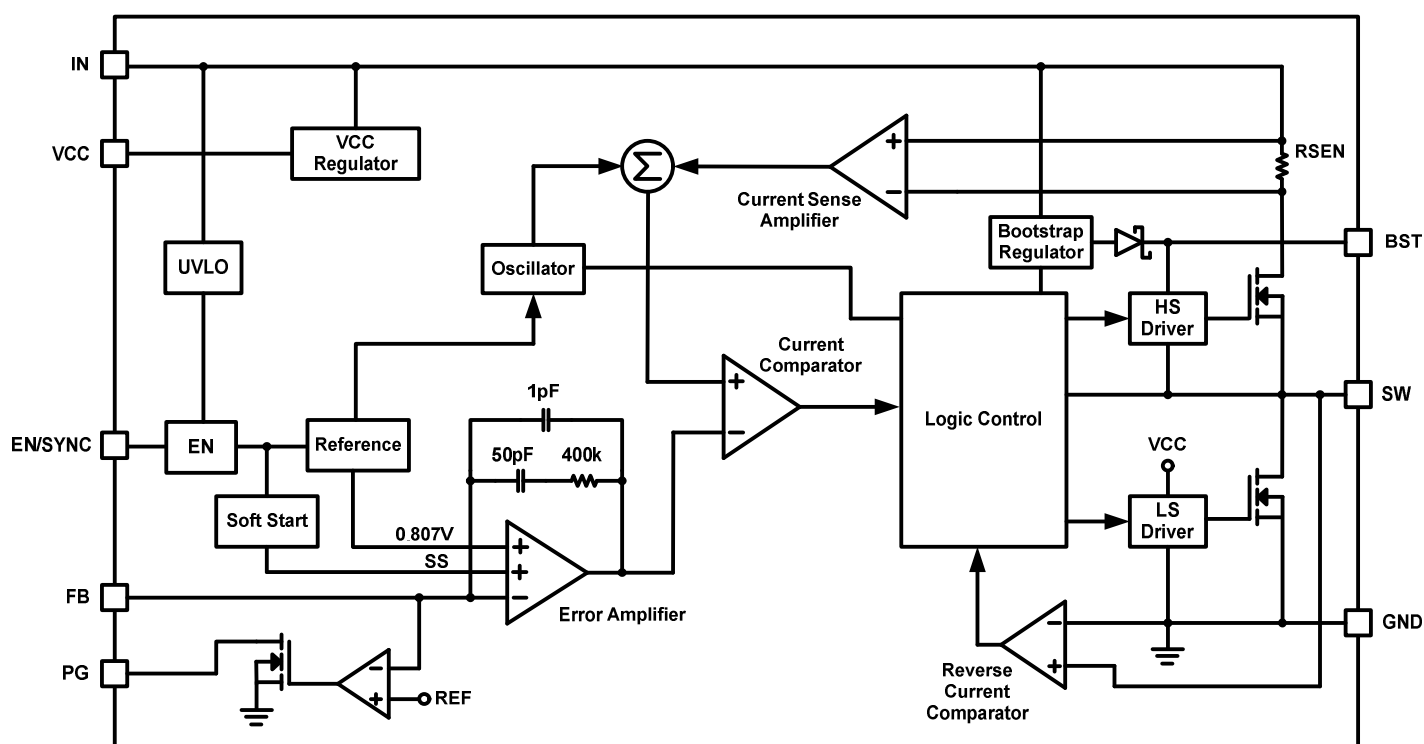 IN
VCC
Regulator
VCC
+
Σ
RSEN
−
Current Sense
Amplifier
Bootstrap
Regulator
BST
UVLO
Oscillator
HS
Driver
Current
Comparator
+
1pF
SW
Logic Control
−
EN/SYNC
EN
Reference
50pF
400k
VCC
Soft Start
LS
Driver
0.807V
+
SS
+
FB
−
Error Amplifier
−
GND
PG
−
+
Reverse
Current
Comparator
+
REF